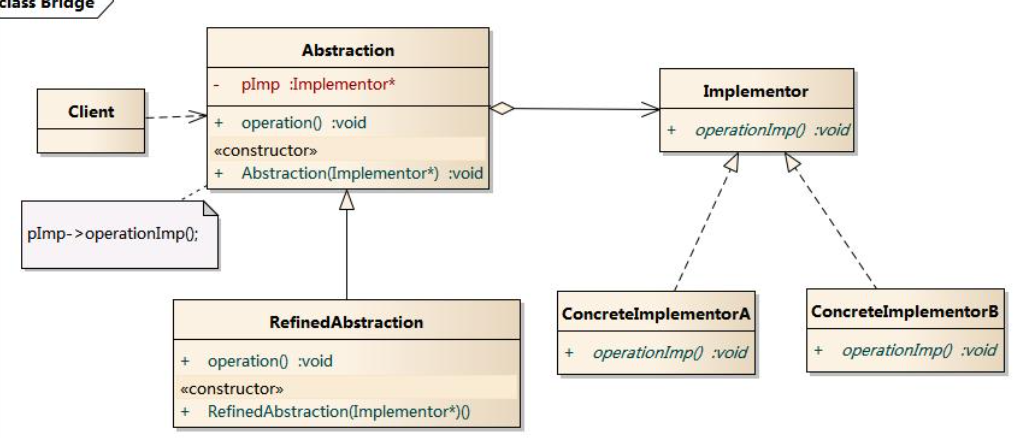 class Bridge
Abstraction
- pImp :Implementor*
+ operation() :void
«constructor»
+ Abstraction(Implementor*) :void
Client
Implementor
+ operationImp() :void
pImp->operationImp();
RefinedAbstraction
+ operation() :void
«constructor»
+ RefinedAbstraction(Implementor*)()
ConcreteImplementorA
+ operationImp() :void
ConcreteImplementorB
+ operationImp() :void